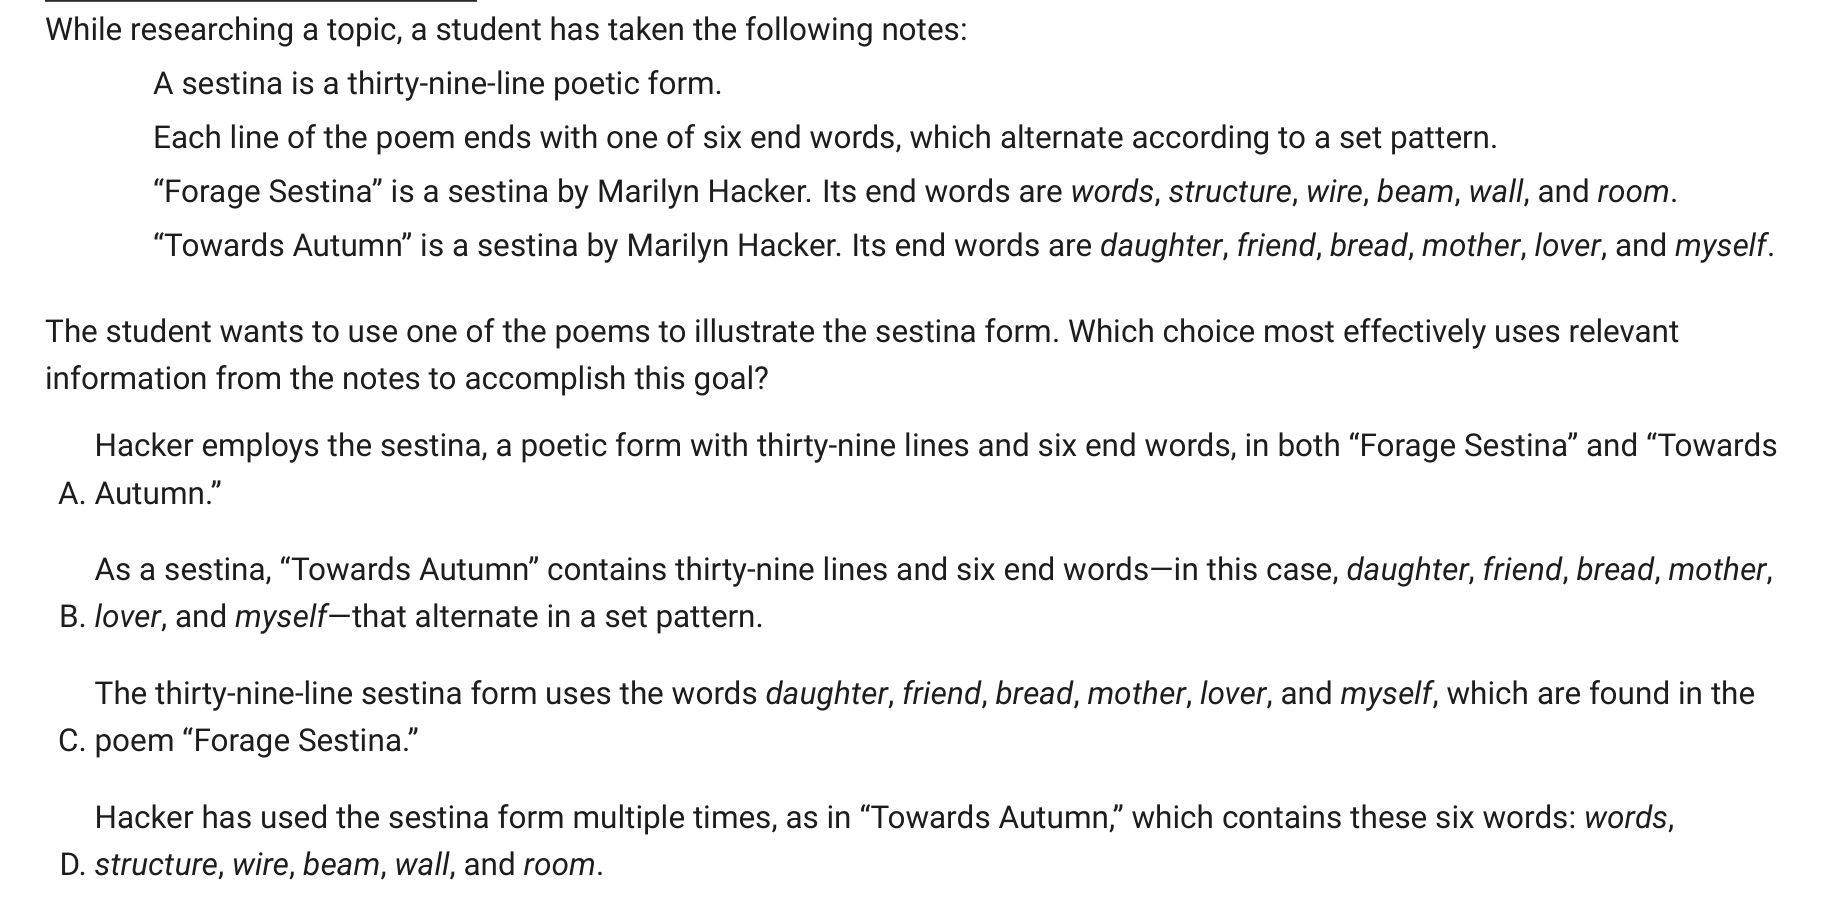 While researching a topic, a student has taken the following notes:
A sestina is a thirty-nine-line poetic form.
Each line of the poem ends with one of six end words, which alternate according to a set pattern.
“Forage Sestina” is a sestina by Marilyn Hacker. Its end words are words, structure, wire, beam, wall, and room.
“Towards Autumn” is a sestina by Marilyn Hacker. Its end words are daughter, friend, bread, mother, lover, and myself.
The student wants to use one of the poems to illustrate the sestina form. Which choice most effectively uses relevant
information from the notes to accomplish this goal?
Hacker employs the sestina, a poetic form with thirty-nine lines and six end words, in both “Forage Sestina” and “Towards
A. Autumn.”
As a sestina, “Towards Autumn” contains thirty-nine lines and six end words—in this case, daughter, friend, bread, mother,
B. lover, and myself—that alternate in a set pattern.
The thirty-nine-line sestina form uses the words daughter, friend, bread, mother, lover, and myself, which are found in the
C. poem “Forage Sestina.”
Hacker has used the sestina form multiple times, as in “Towards Autumn,” which contains these six words: words,
D. structure, wire, beam, wall, and room.